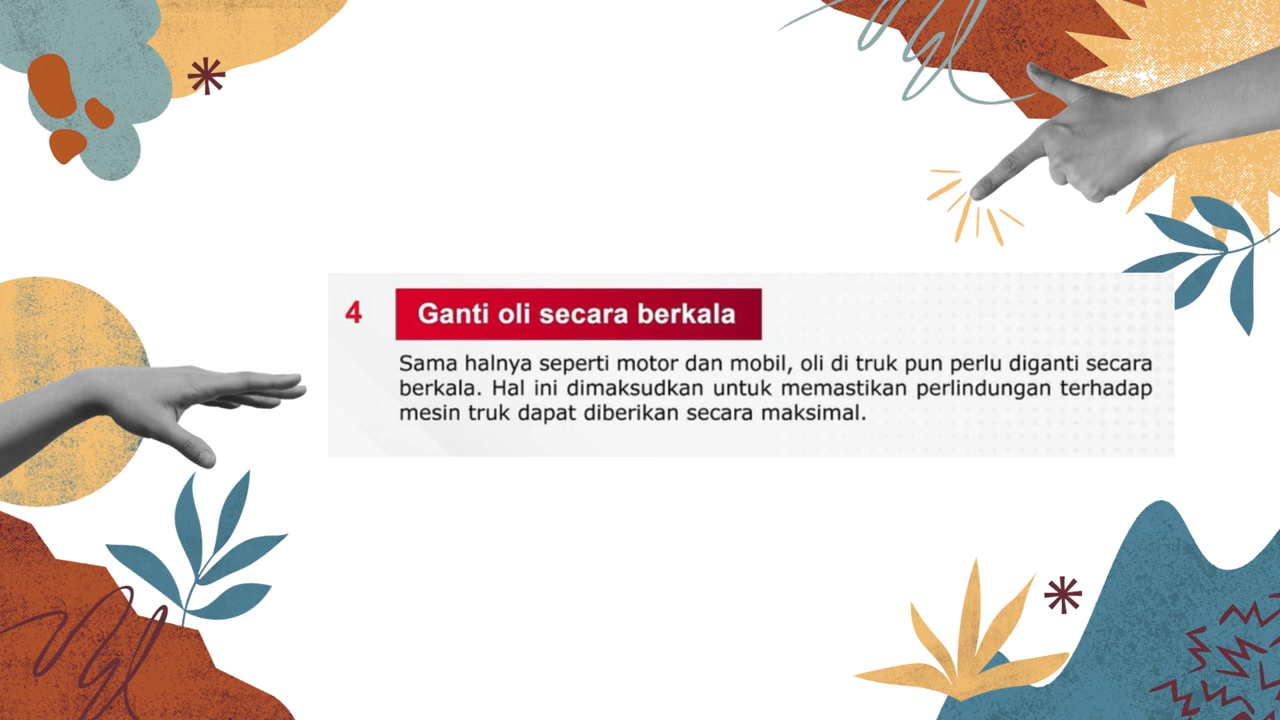 4
Ganti oli secara berkala
Sama halnya seperti motor dan mobil, oli di truk pun perlu diganti secara
berkala. Hal ini dimaksudkan untuk memastikan perlindungan terhadap
mesin truk dapat diberikan secara maksimal.